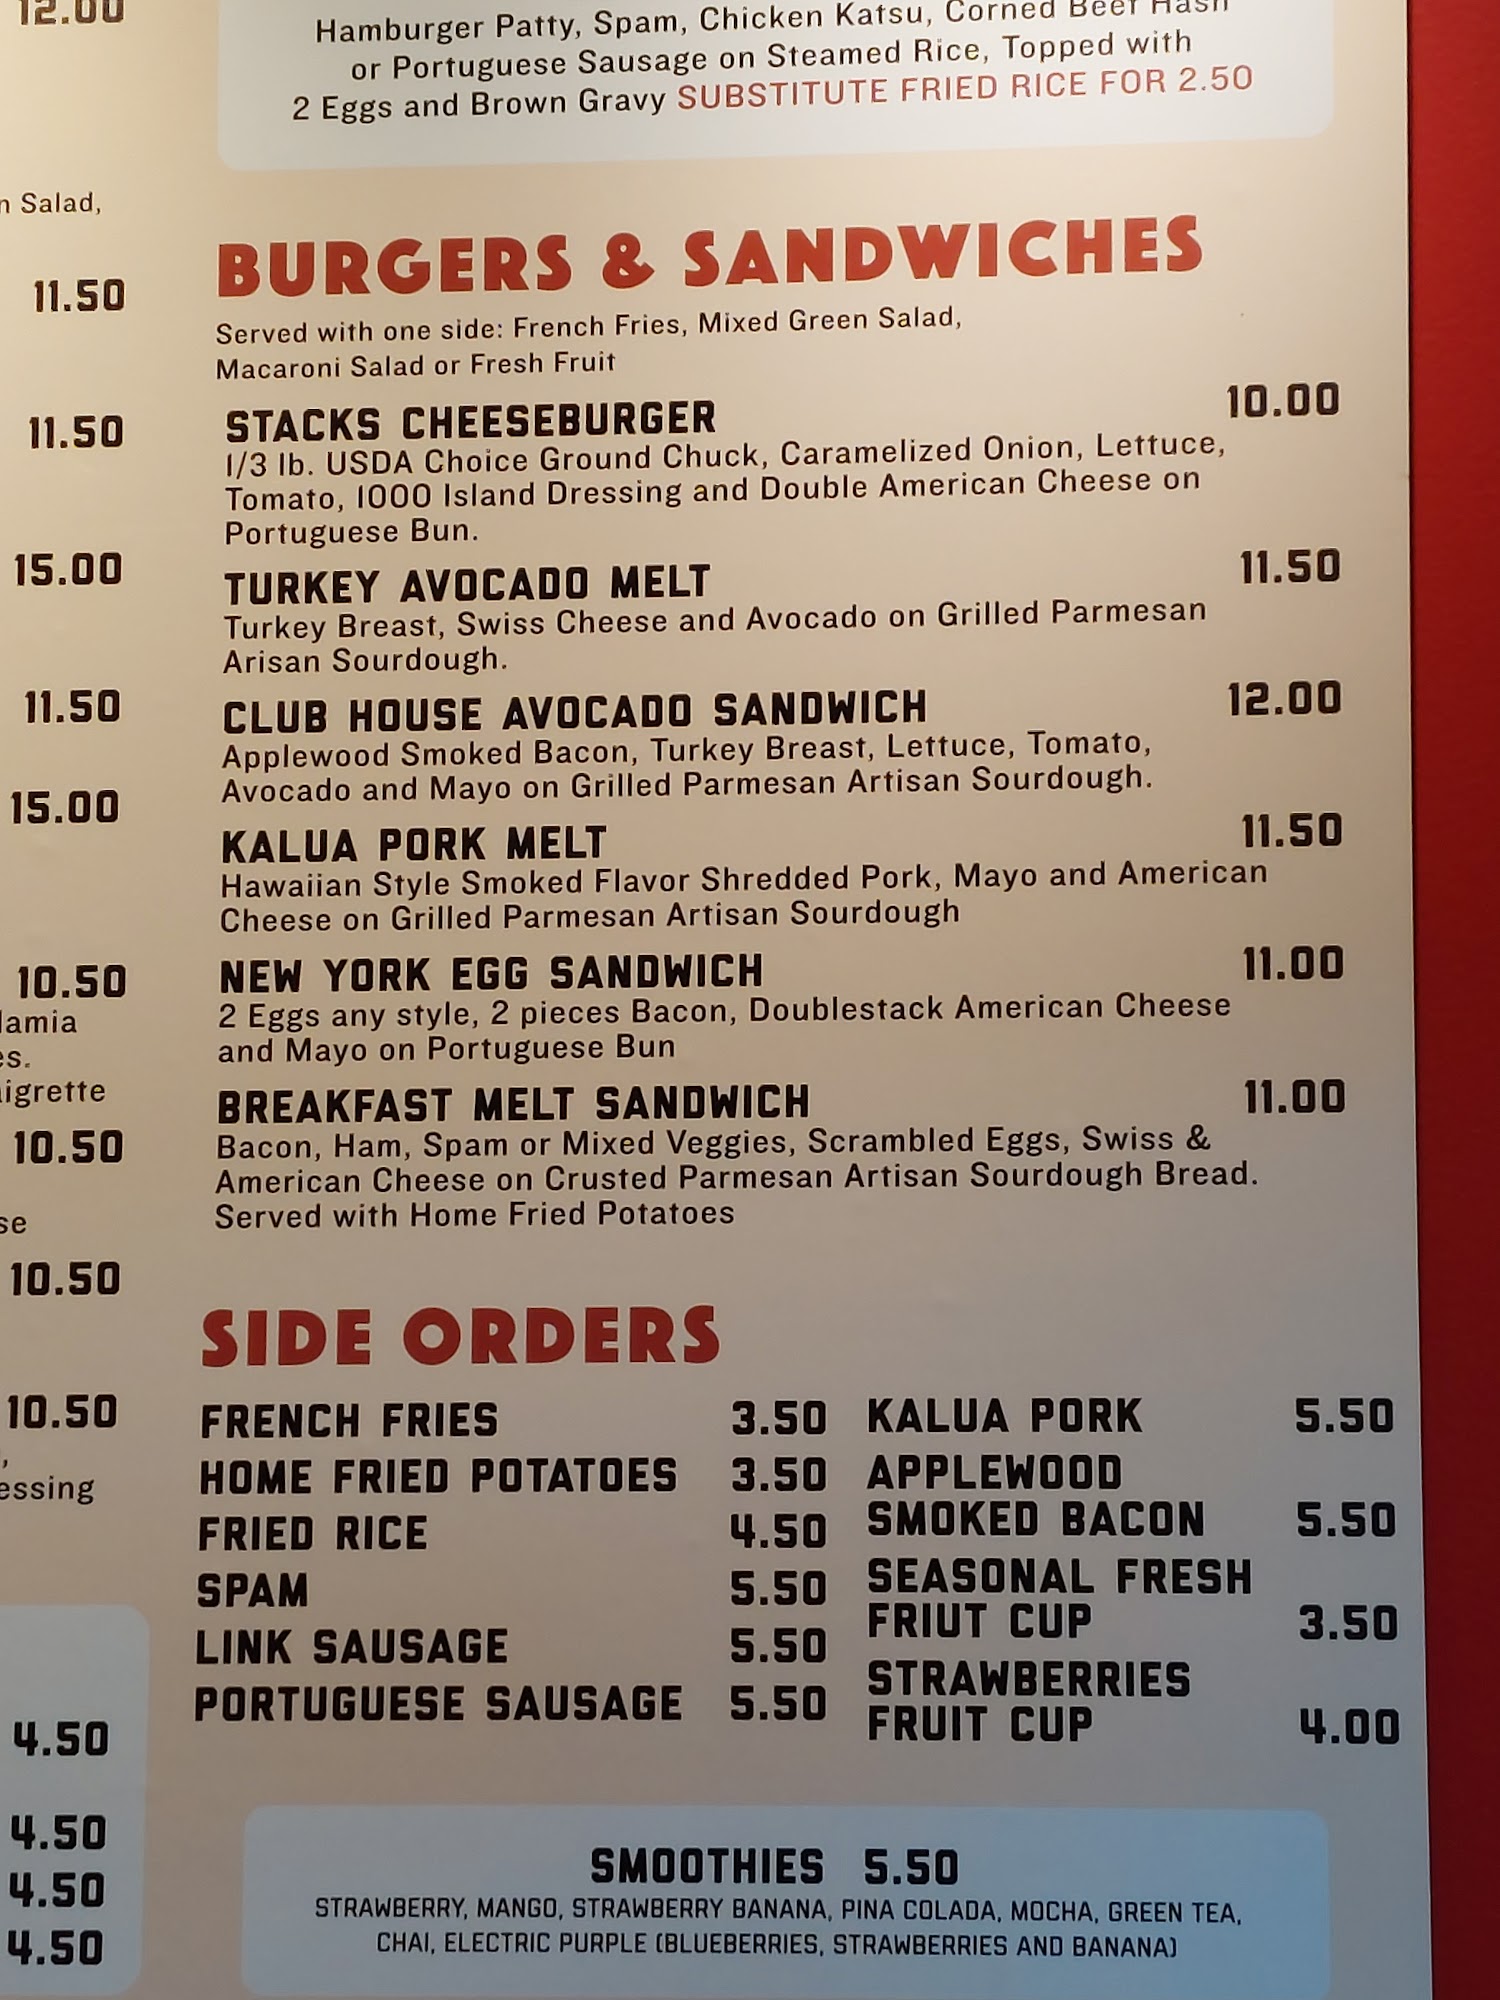 12.00
n Salad,
11.50
11.50
15.00
11.50
15.00
10.50
es.
igrette
10.50
se
10.50
10.50
essing
4.50
4.50
4.50
4.50
Hamburger Patty, Spam, Chicken Katsu, Corned Beef Hash
or Portuguese Sausage on Steamed Rice, Topped with
2 Eggs and Brown Gravy SUBSTITUTE FRIED RICE FOR 2.50
BURGERS & SANDWICHES
Served with one side: French Fries, Mixed Green Salad,
Macaroni Salad or Fresh Fruit
STACKS CHEESEBURGER 10.00
1/3 lb. USDA Choice Ground Chuck, Caramelized Onion, Lettuce,
Tomato, 1000 Island Dressing and Double American Cheese on
Portuguese Bun.
TURKEY AVOCADO MELT 11.50
Turkey Breast, Swiss Cheese and Avocado on Grilled Parmesan
Arisan Sourdough.
CLUB HOUSE AVOCADO SANDWICH 12.00
Applewood Smoked Bacon, Turkey Breast, Lettuce, Tomato,
Avocado and Mayo on Grilled Parmesan Artisan Sourdough.
KALUA PORK MELT 11.50
Hawaiian Style Smoked Flavor Shredded Pork, Mayo and American
Cheese on Grilled Parmesan Artisan Sourdough
NEW YORK EGG SANDWICH 11.00
2 Eggs any style, 2 pieces Bacon, Doublestack American Cheese
and Mayo on Portuguese Bun
BREAKFAST MELT SANDWICH 11.00
Bacon, Ham, Spam or Mixed Veggies, Scrambled Eggs, Swiss &
American Cheese on Crusted Parmesan Artisan Sourdough Bread.
Served with Home Fried Potatoes
SIDE ORDERS
FRENCH FRIES 3.50
HOME FRIED POTATOES 3.50
FRIED RICE 4.50
SPAM 5.50
LINK SAUSAGE 5.50
PORTUGUESE SAUSAGE 5.50
KALUA PORK 5.50
APPLEWOOD
SMOKED BACON 5.50
SEASONAL FRESH
FRIUT CUP 3.50
STRAWBERRIES
FRUIT CUP 4.00
SMOOTHIES 5.50
STRAWBERRY, MANGO, STRAWBERRY BANANA, PINA COLADA, MOCHA, GREEN TEA,
CHAI, ELECTRIC PURPLE (BLUEBERRIES, STRAWBERRIES AND BANANA)